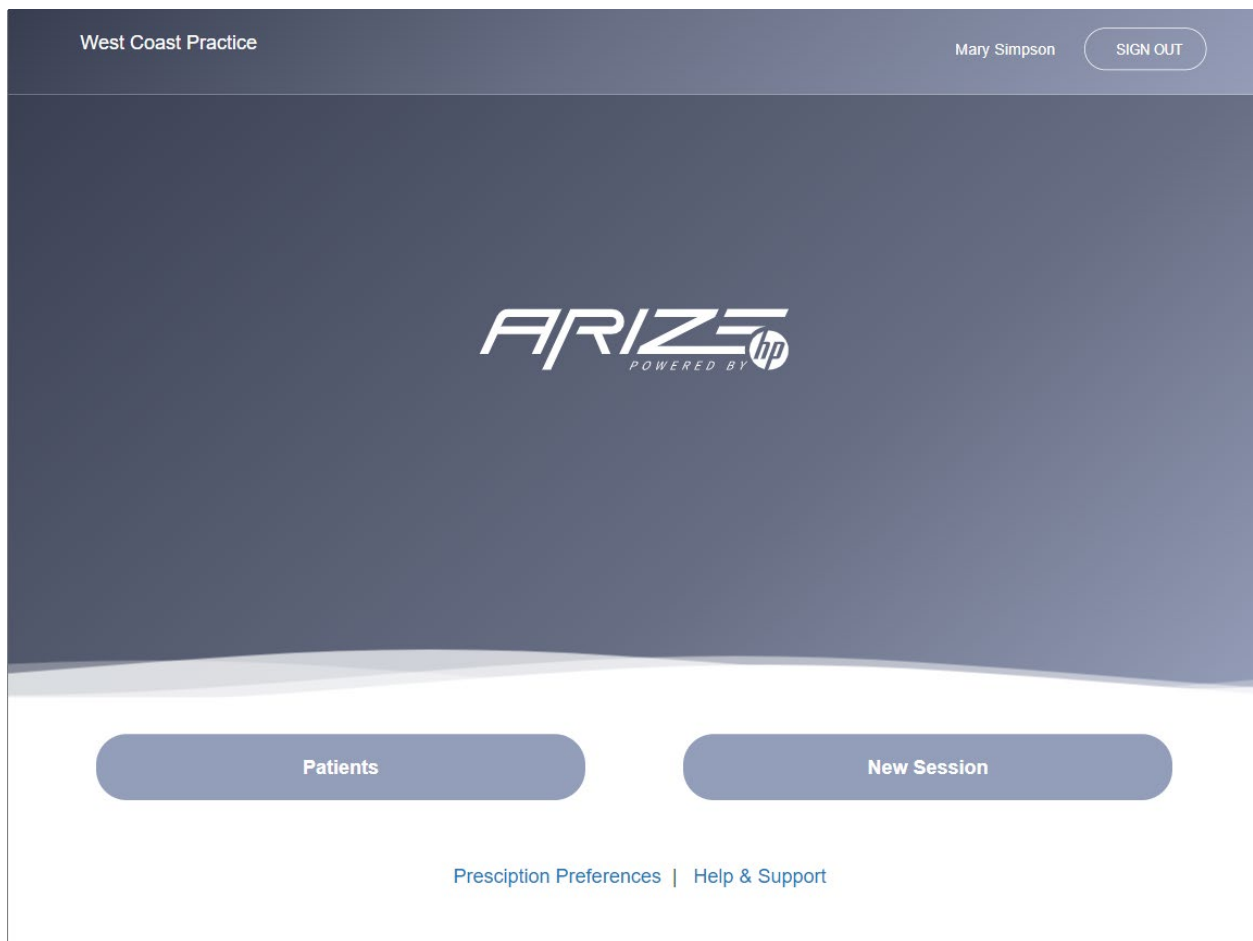 West Coast Practice
Mary Simpson
SIGN OUT
ARIZE
POWERED BY hp
Patients
New Session
Presciption Preferences | Help & Support